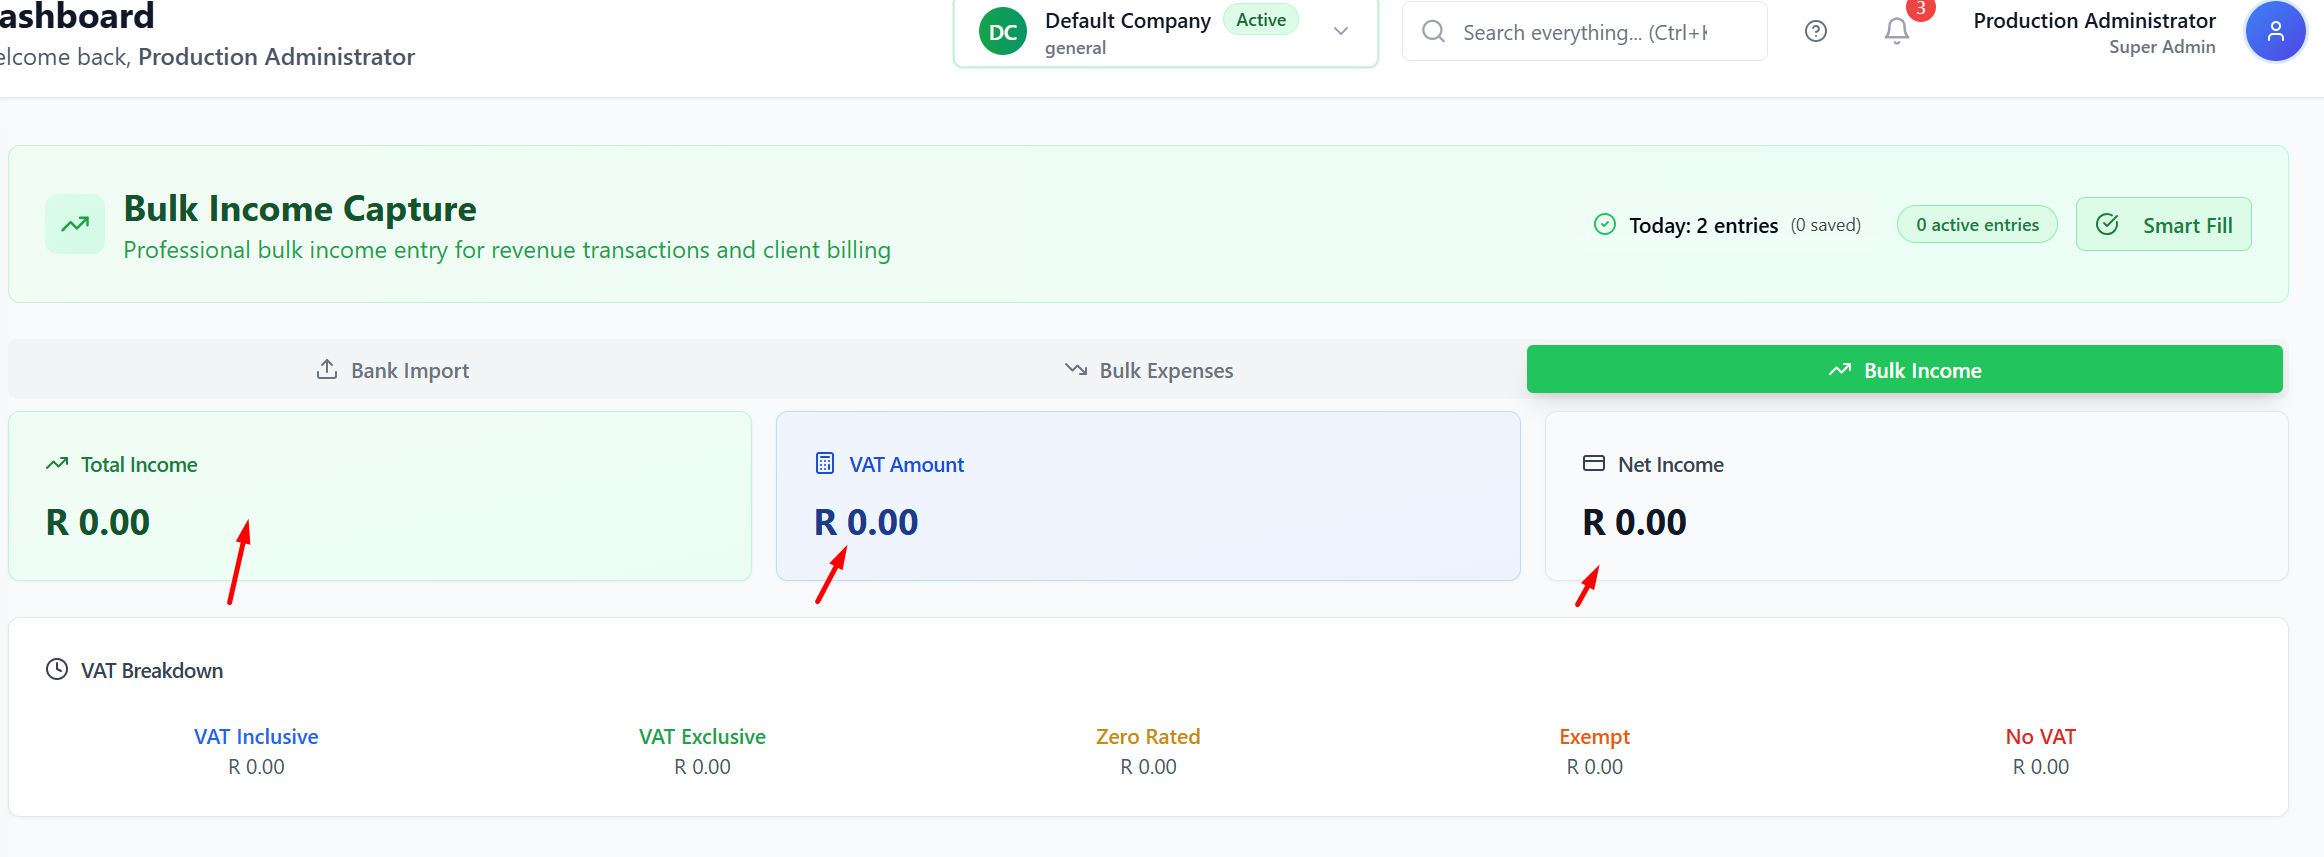 ashboard
elcome back, Production Administrator
DC
Default Company
Active
general
Search everything... (Ctrl+K
3
Production Administrator
Super Admin
Bulk Income Capture
Professional bulk income entry for revenue transactions and client billing
Today: 2 entries (0 saved)
0 active entries
Smart Fill
Bank Import
Bulk Expenses
Bulk Income
Total Income
R 0.00
VAT Amount
R 0.00
Net Income
R 0.00
VAT Breakdown
VAT Inclusive
R 0.00
VAT Exclusive
R 0.00
Zero Rated
R 0.00
Exempt
R 0.00
No VAT
R 0.00